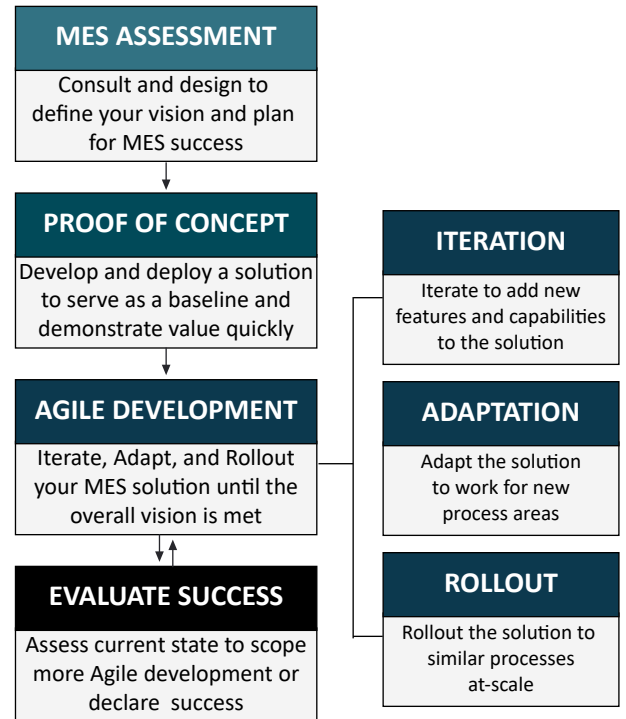 MES ASSESSMENT
Consult and design to
define your vision and plan
for MES success
PROOF OF CONCEPT
Develop and deploy a solution
to serve as a baseline and
demonstrate value quickly
AGILE DEVELOPMENT
Iterate, Adapt, and Rollout
your MES solution until the
overall vision is met
EVALUATE SUCCESS
Assess current state to scope
more Agile development or
declare success
ITERATION
Iterate to add new
features and capabilities
to the solution
ADAPTATION
Adapt the solution
to work for new
process areas
ROLLOUT
Rollout the solution to
similar processes
at-scale